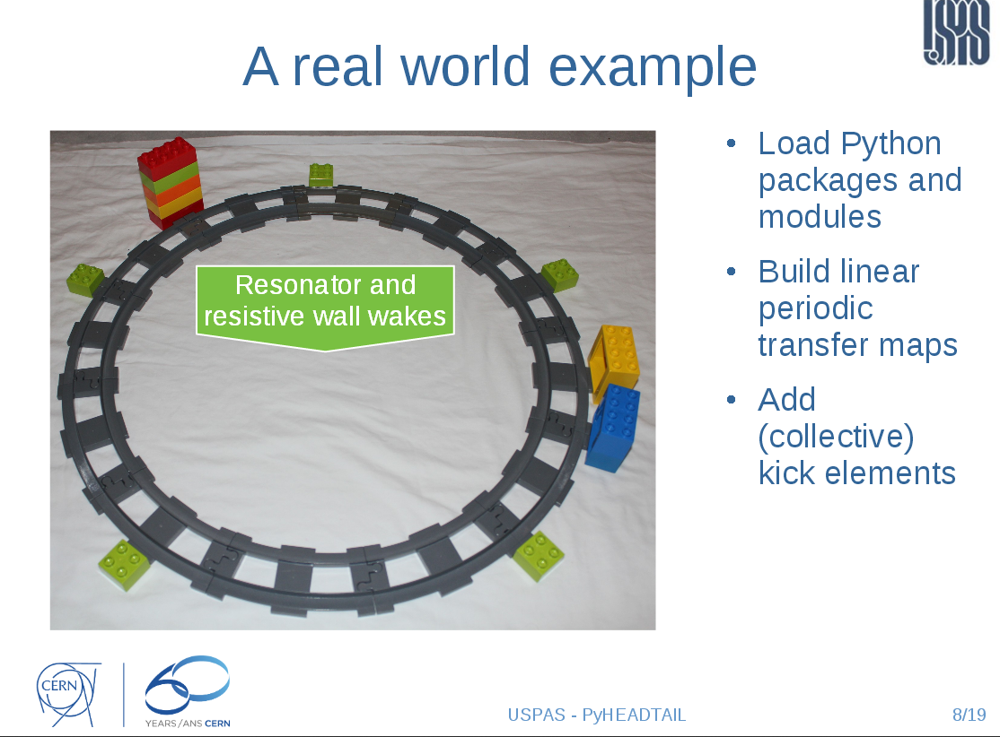 A real world example
Resonator and
resistive wall wakes
• Load Python
packages and
modules
• Build linear
periodic
transfer maps
• Add
(collective)
kick elements
CERN
60
YEARS/ANS CERN
USPAS - PyHEADTAIL
8/19